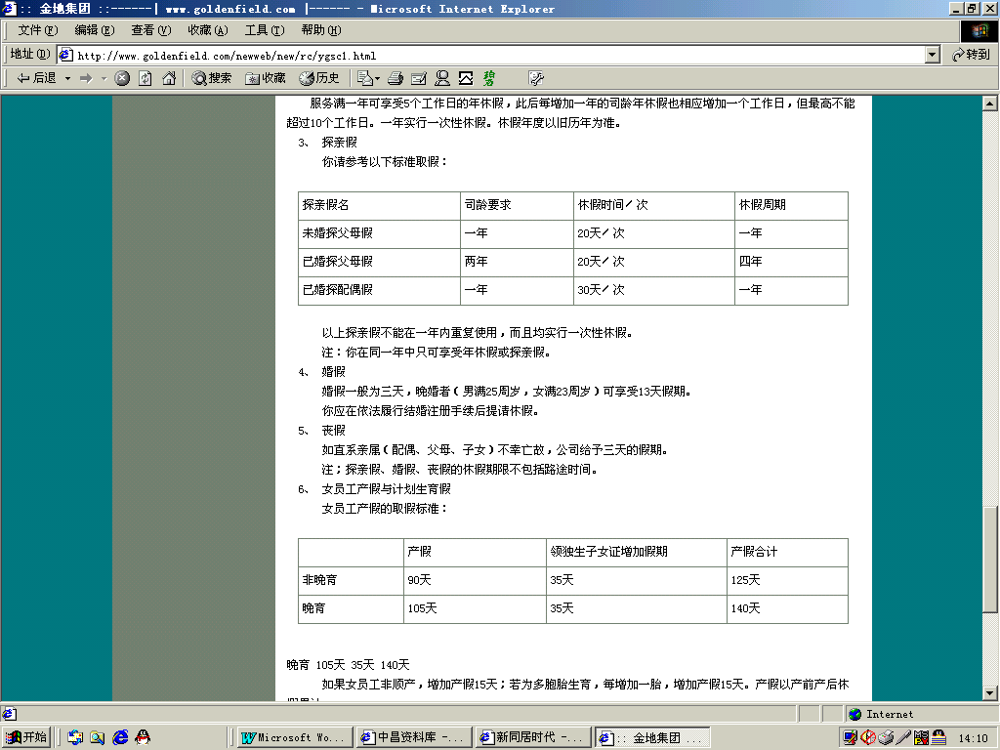 :: 金地集团 ::------| www.goldenfield.com |------ - Microsoft Internet Explorer
文件(F) 编辑(E) 查看(V) 收藏(A) 工具(T) 帮助(H)
地址(D) http://www.goldenfield.com/newweb/new/rc/ygsc1.html 转到
后退 搜索 收藏 历史
服务满一年可享受5个工作日的年休假，此后每增加一年的司龄年休假也相应增加一个工作日，但最高不能
超过10个工作日。一年实行一次性休假。休假年度以旧历年为准。
3、 探亲假
你请参考以下标准取假：
探亲假名 司龄要求 休假时间／次 休假周期
未婚探父母假 一年 20天／次 一年
已婚探父母假 两年 20天／次 四年
已婚探配偶假 一年 30天／次 一年
以上探亲假不能在一年内重复使用，而且均实行一次性休假。
注：你在同一年中只可享受年休假或探亲假。
4、 婚假
婚假一般为三天，晚婚者（男满25周岁，女满23周岁）可享受13天假期。
你应在依法履行结婚注册手续后提请休假。
5、 丧假
如直系亲属（配偶、父母、子女）不幸亡故，公司给予三天的假期。
注；探亲假、婚假、丧假的休假期限不包括路途时间。
6、 女员工产假与计划生育假
女员工产假的取假标准：
产假 领独生子女证增加假期 产假合计
非晚育 90天 35天 125天
晚育 105天 35天 140天
晚育 105天 35天 140天
如果女员工非顺产，增加产假15天；若为多胞胎生育，每增加一胎，增加产假15天。产假以产前产后休
Internet
开始 Microsoft Wo... 中昌资料库 -... 新同居时代 -... :: 金地集团 ... 14:10